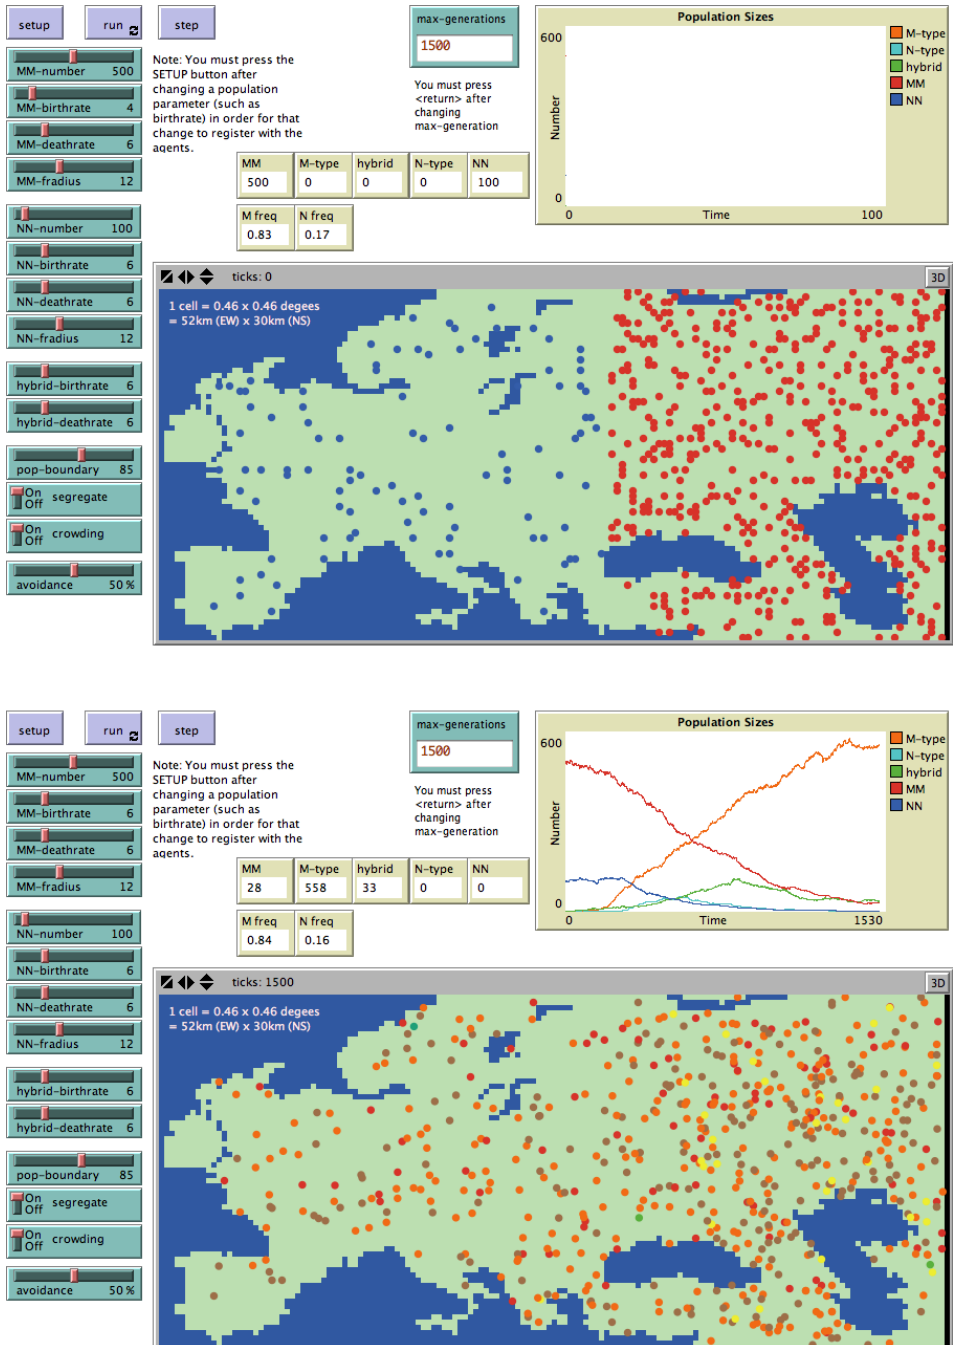 setup
run
step
MM-number 500
MM-birthrate 4
MM-deathrate 6
MM-fradius 12
NN-number 100
NN-birthrate 6
NN-deathrate 6
NN-fradius 12
hybrid-birthrate 6
hybrid-deathrate 6
pop-boundary 85
On
Off
segregate
On
Off
crowding
avoidance 50 %
Note: You must press the
SETUP button after
changing a population
parameter (such as
birthrate) in order for that
change to register with the
agents.
max-generations
1500
You must press
<return> after
changing
max-generation
MM
500
M-type
0
hybrid
0
N-type
0
NN
100
M freq
0.83
N freq
0.17
Population Sizes
600
Number
0
0
Time
100
M-type
N-type
hybrid
MM
NN
ticks: 0
3D
1 cell = 0.46 x 0.46 degees
= 52km (EW) x 30km (NS)
setup
run
step
MM-number 500
MM-birthrate 6
MM-deathrate 6
MM-fradius 12
NN-number 100
NN-birthrate 6
NN-deathrate 6
NN-fradius 12
hybrid-birthrate 6
hybrid-deathrate 6
pop-boundary 85
On
Off
segregate
On
Off
crowding
avoidance 50 %
Note: You must press the
SETUP button after
changing a population
parameter (such as
birthrate) in order for that
change to register with the
agents.
max-generations
1500
You must press
<return> after
changing
max-generation
MM
28
M-type
558
hybrid
33
N-type
0
NN
0
M freq
0.84
N freq
0.16
Population Sizes
600
Number
0
0
Time
1530
M-type
N-type
hybrid
MM
NN
ticks: 1500
3D
1 cell = 0.46 x 0.46 degees
= 52km (EW) x 30km (NS)